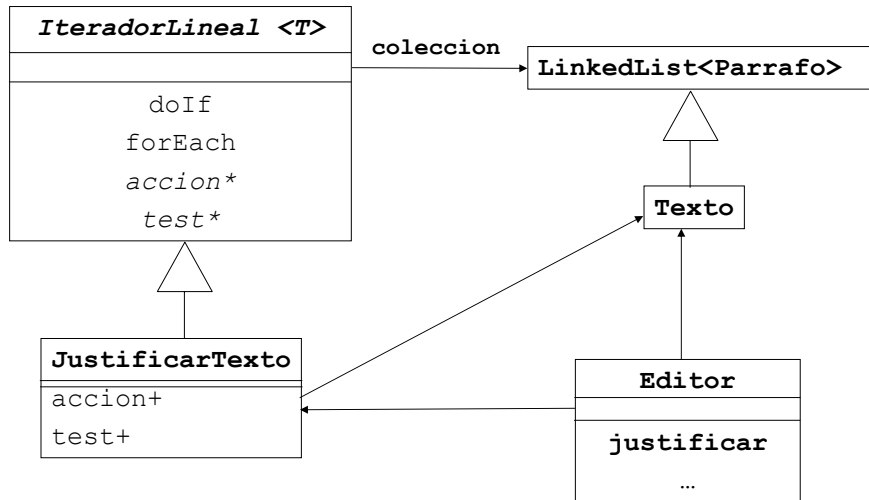 IteradorLineal <T>
doIf
forEach
accion*
test*
coleccion
LinkedList<Parrafo>
Texto
JustificarTexto
accion+
test+
Editor
justificar
…